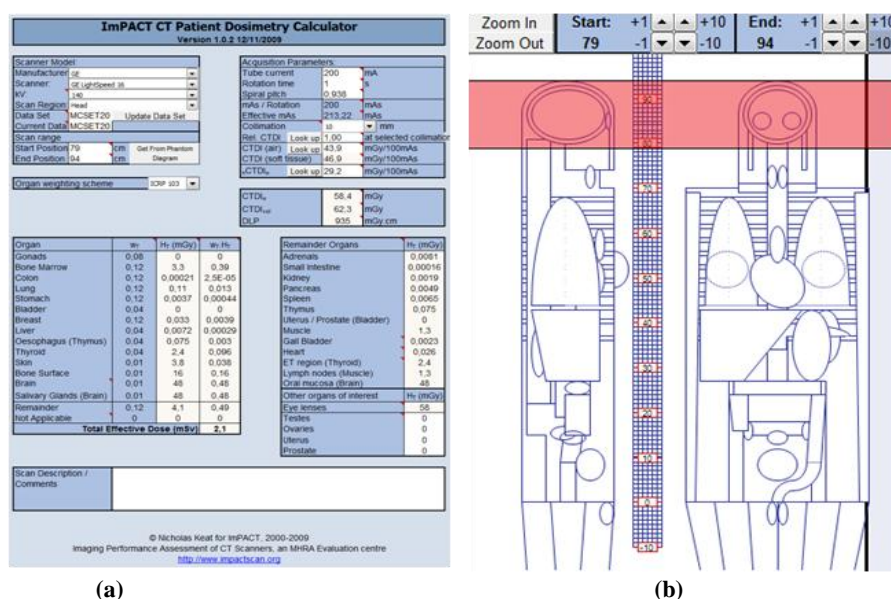 ImPACT CT Patient Dosimetry Calculator
Version 1.0.2 12/11/2009
Scanner Model
Manufacturer GE
Scanner: GE LightSpeed 16
kV: 140
Scan Region: Head
Data Set MCSET20 Update Data Set
Current Data MCSET20
Scan range
Start Position 79 cm Get From Phantom
End Position 94 cm Diagram
Organ weighting scheme ICRP 103
Acquisition Parameters
Tube current 200 mA
Rotation time 1 s
Spiral pitch 0,938
mAs / Rotation 200 mAs
Effective mAs 213,22 mAs
Collimation 10 mm
Rel. CTDI Look up 1,00 at selected collimation
CTDI (air) Look up 43,9 mGy/100mAs
CTDI (soft tissue) 46,9 mGy/100mAs
nCTDIw Look up 29,2 mGy/100mAs
CTDIw 58,4 mGy
CTDIvol 62,3 mGy
DLP 935 mGy.cm
Organ wT HT (mGy) wT.HT
Gonads 0,08 0 0
Bone Marrow 0,12 3,3 0,39
Colon 0,12 0,00021 2,5E-05
Lung 0,12 0,11 0,013
Stomach 0,12 0,0037 0,00044
Bladder 0,04 0 0
Breast 0,12 0,033 0,0039
Liver 0,04 0,0072 0,00029
Oesophagus (Thymus) 0,04 0,075 0,003
Thyroid 0,04 2,4 0,096
Skin 0,01 3,8 0,038
Bone Surface 0,01 16 0,16
Brain 0,01 48 0,48
Salivary Glands (Brain) 0,01 48 0,48
Remainder 0,12 4,1 0,49
Not Applicable 0 0 0
Total Effective Dose (mSv) 2,1
Remainder Organs HT (mGy)
Adrenals 0,0081
Small Intestine 0,00016
Kidney 0,0019
Pancreas 0,0049
Spleen 0,0065
Thymus 0,075
Uterus / Prostate (Bladder) 0
Muscle 1,3
Gall Bladder 0,0023
Heart 0,026
ET region (Thyroid) 2,4
Lymph nodes (Muscle) 1,3
Oral mucosa (Brain) 48
Other organs of interest HT (mGy)
Eye lenses 58
Testes 0
Ovaries 0
Uterus 0
Prostate 0
Scan Description /
Comments
© Nicholas Keat for ImPACT, 2000-2009
Imaging Performance Assessment of CT Scanners, an MHRA Evaluation centre
http://www.impactscan.org
(a)
Zoom In Start: +1 +10 End: +1 +10
Zoom Out 79 -1 -10 94 -1 -10
90
80
70
60
50
40
30
20
10
0
-10
(b)